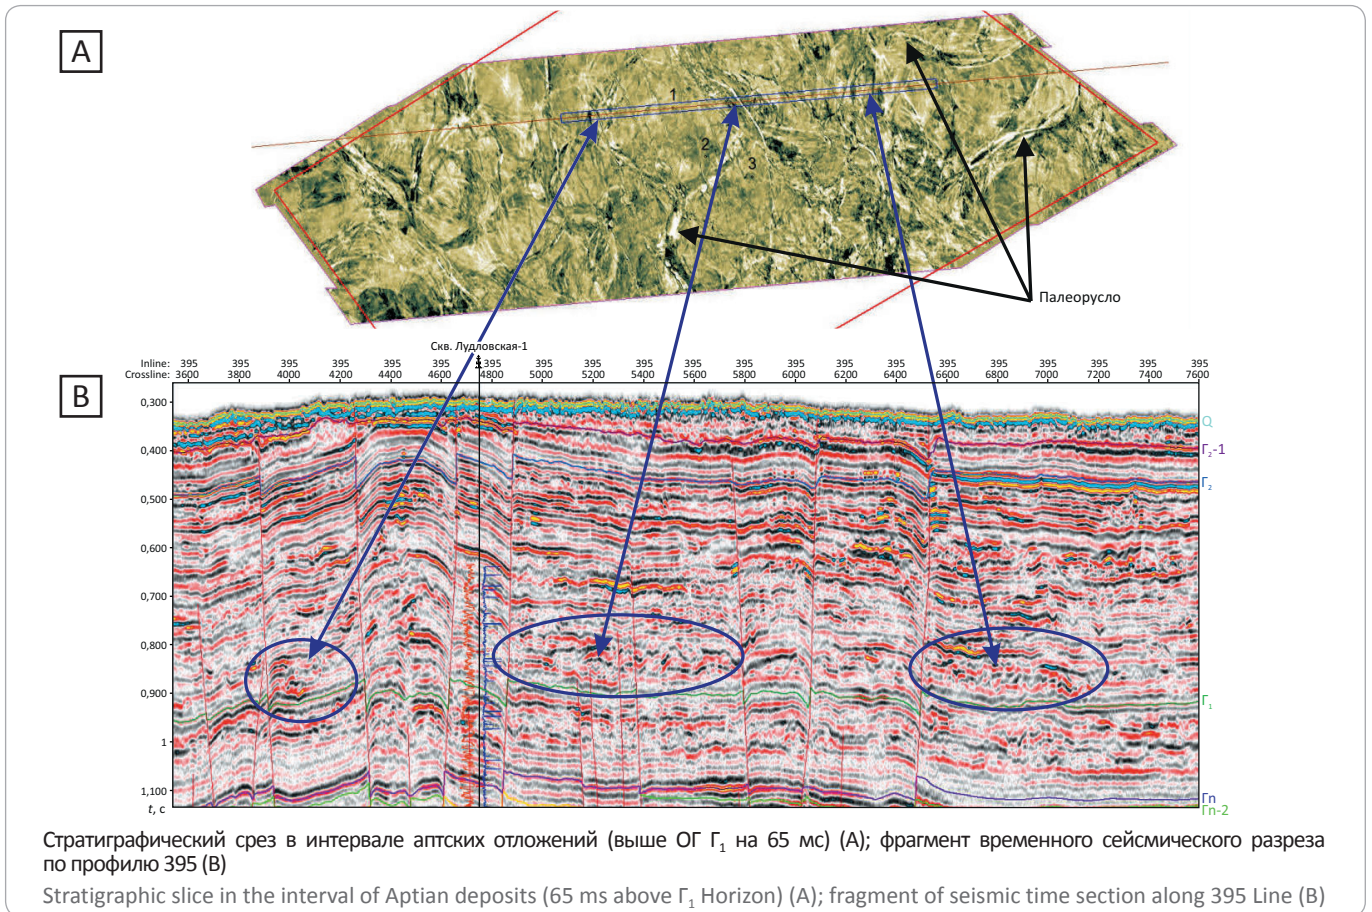 A
1
2
3
Палеорусло
Скв. Лудловская-1
Inline: 395 395 395 395 395 395 395 395 395 395 395 395 395 395 395 395 395 395 395 395 395
Crossline: 3600 3800 4000 4200 4400 4600 4800 5000 5200 5400 5600 5800 6000 6200 6400 6600 6800 7000 7200 7400 7600
B
0,300
Q
0,400
Г₂-1
Г₂
0,500
0,600
0,700
0,800
0,900
Г₁
1
1,100
Гп
t, с
Гп-2
Стратиграфический срез в интервале аптских отложений (выше ОГ Г₁ на 65 мс) (А); фрагмент временного сейсмического разреза
по профилю 395 (В)
Stratigraphic slice in the interval of Aptian deposits (65 ms above Г₁ Horizon) (A); fragment of seismic time section along 395 Line (B)